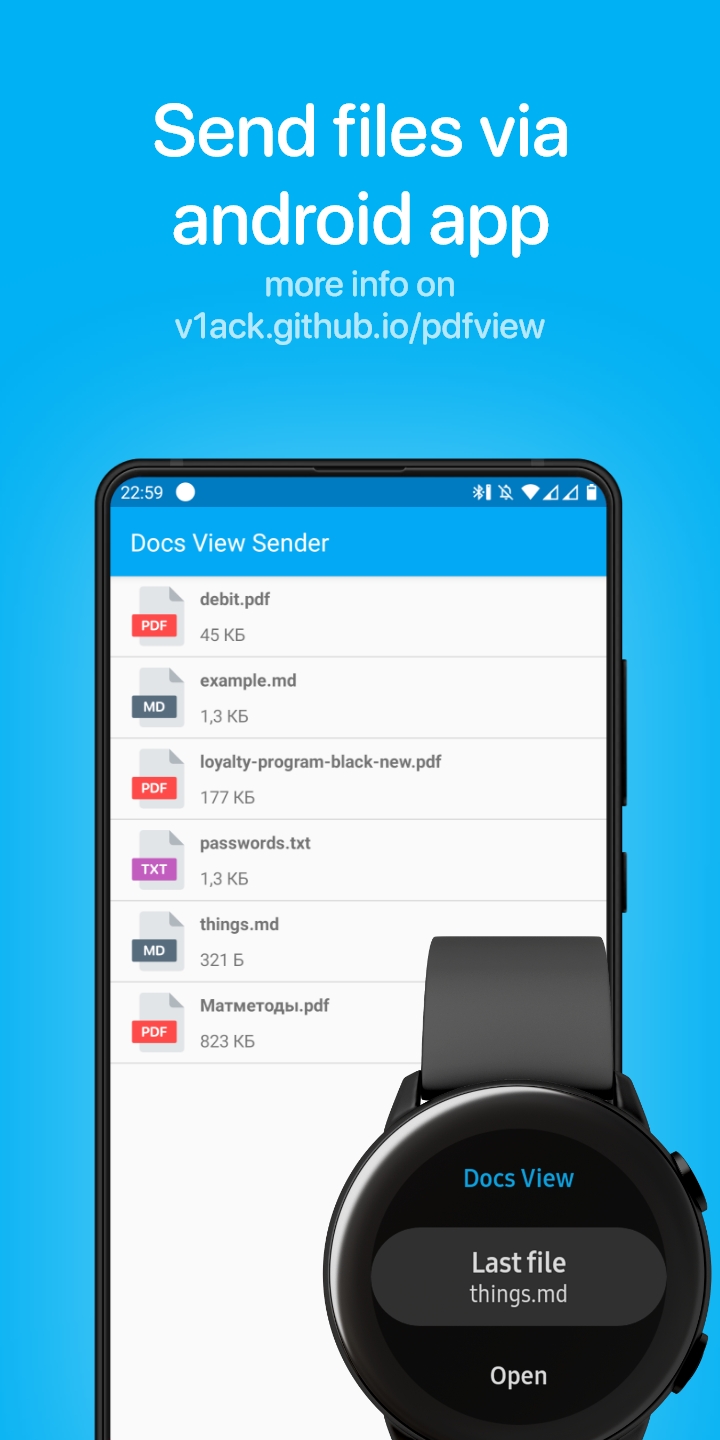 Send files via
android app
more info on
v1ack.github.io/pdfview
22:59
Docs View Sender
debit.pdf
PDF
45 КБ
example.md
MD
1,3 КБ
loyalty-program-black-new.pdf
PDF
177 КБ
passwords.txt
TXT
1,3 КБ
things.md
MD
321 Б
Матметоды.pdf
PDF
823 КБ
Docs View
Last file
things.md
Open